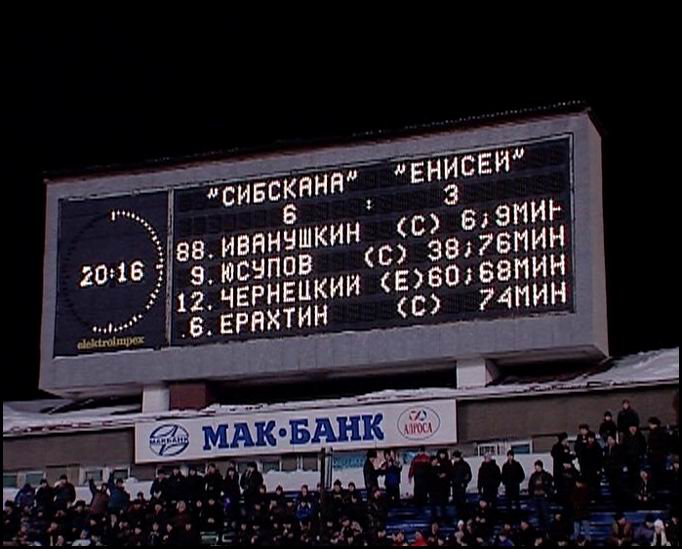 "СИБСКАНА" "ЕНИСЕЙ"
6 : 3
88. ИВАНУШКИН (С) 6;9МИН
9. ЮСУПОВ (С) 38;76МИН
12. ЧЕРНЕЦКИЙ (Е)60;68МИН
6. ЕРАХТИН (С) 74МИН
20:16
elektroimpex
МАКБАНК
МАК·БАНК
АЛРОСА